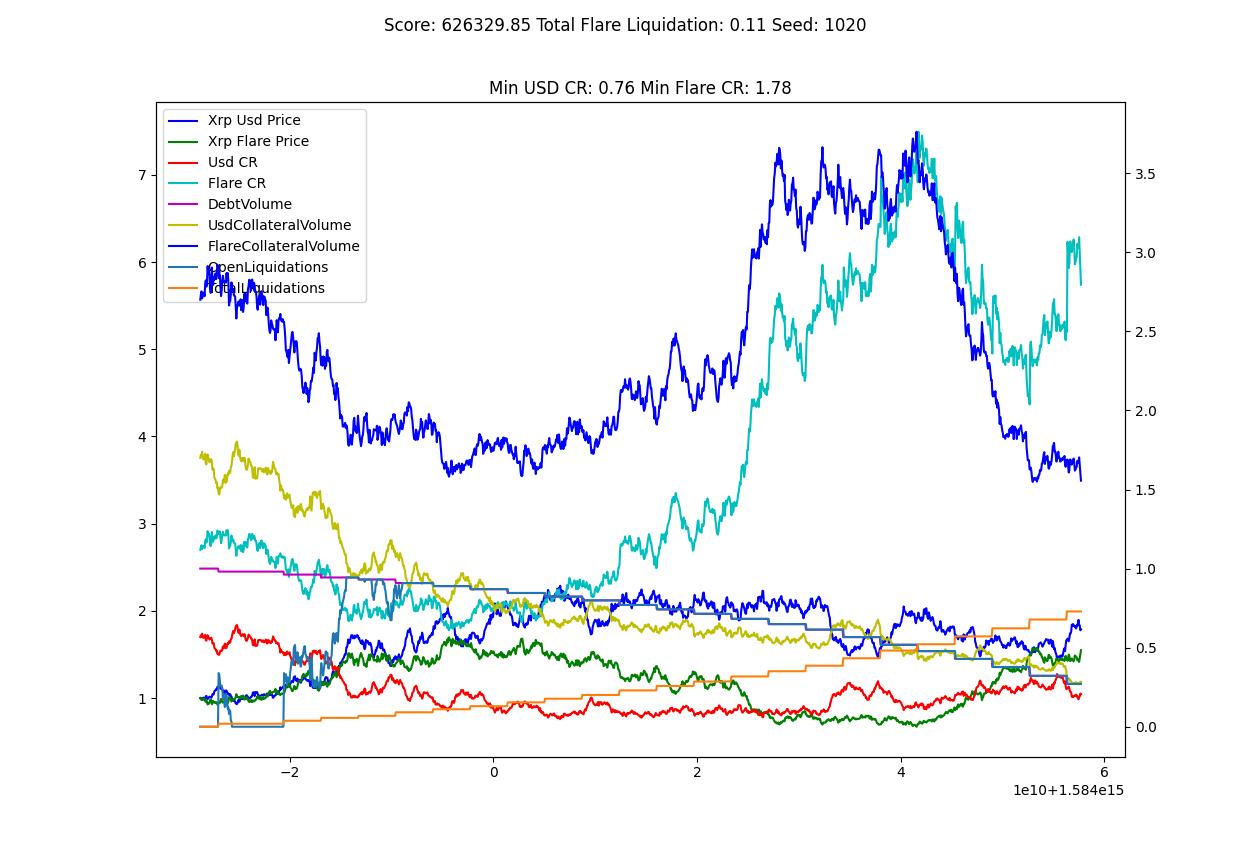 Score: 626329.85 Total Flare Liquidation: 0.11 Seed: 1020
Min USD CR: 0.76 Min Flare CR: 1.78
Xrp Usd Price
Xrp Flare Price
Usd CR
Flare CR
DebtVolume
UsdCollateralVolume
FlareCollateralVolume
OpenLiquidations
TotalLiquidations
7
6
5
4
3
2
1
3.5
3.0
2.5
2.0
1.5
1.0
0.5
0.0
−2
0
2
4
6
1e10+1.584e15